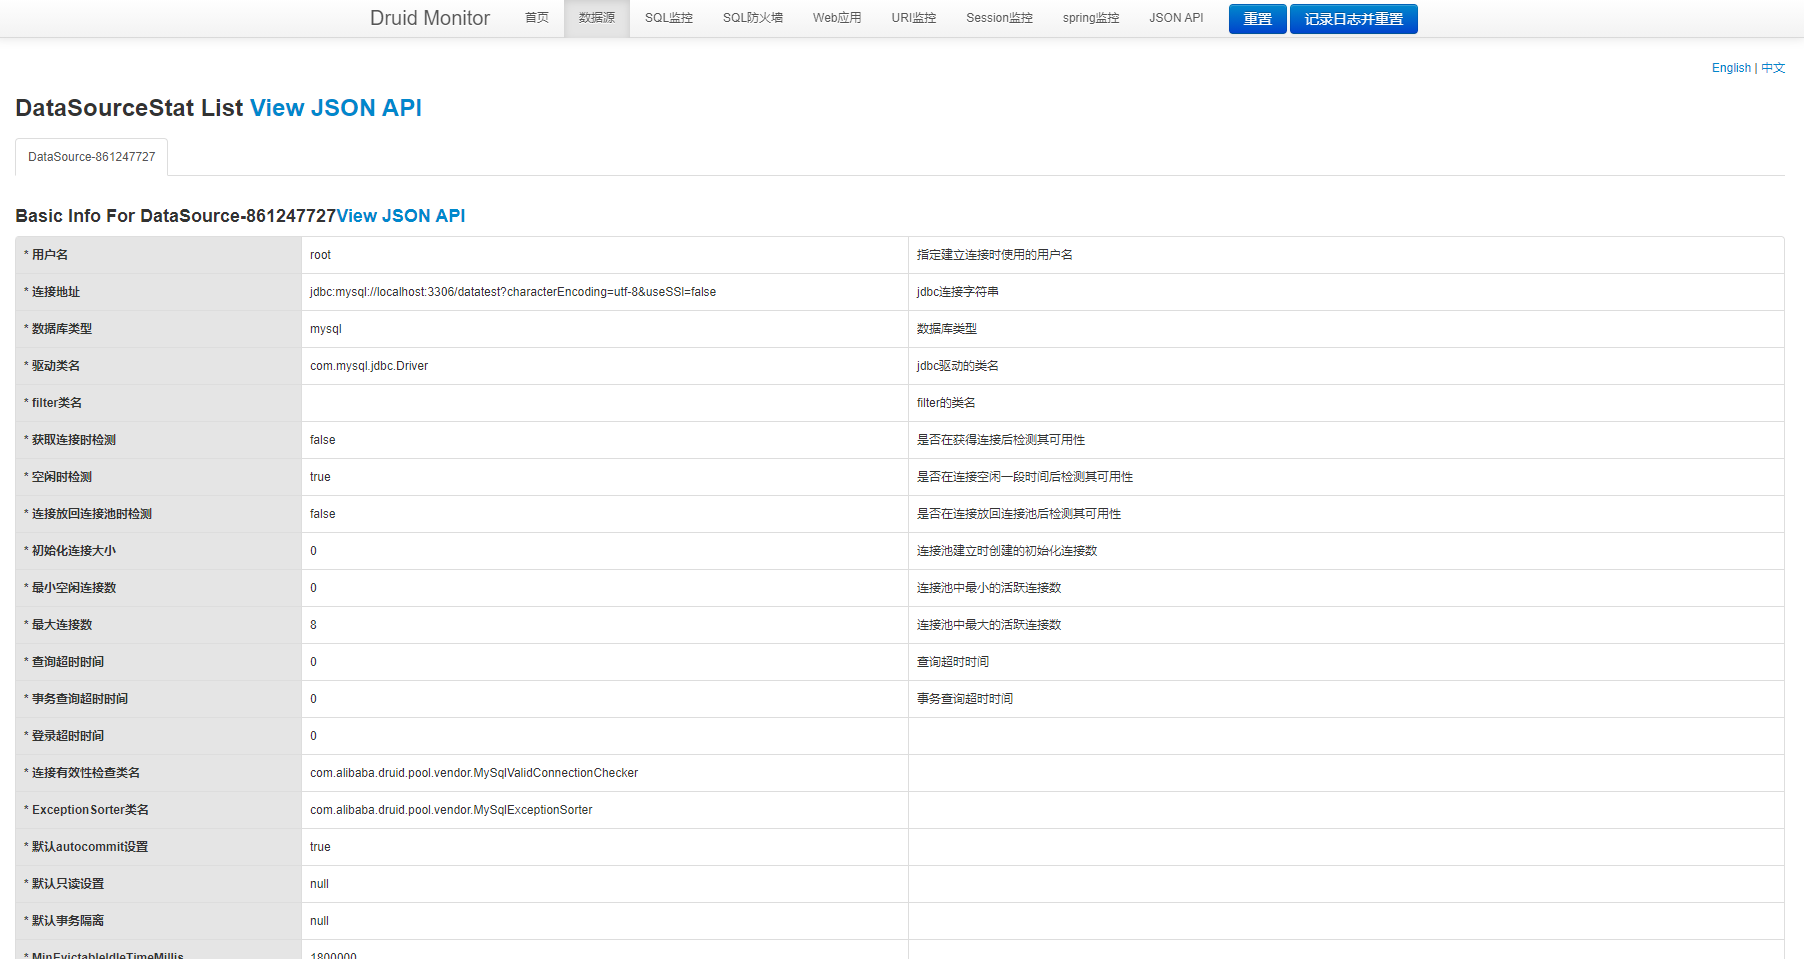 Druid Monitor 首页 数据源 SQL监控 SQL防火墙 Web应用 URI监控 Session监控 spring监控 JSON API 重置 记录日志并重置
English | 中文
DataSourceStat List View JSON API
DataSource-861247727
Basic Info For DataSource-861247727View JSON API
* 用户名 root 指定建立连接时使用的用户名
* 连接地址 jdbc:mysql://localhost:3306/datatest?characterEncoding=utf-8&useSSl=false jdbc连接字符串
* 数据库类型 mysql 数据库类型
* 驱动类名 com.mysql.jdbc.Driver jdbc驱动的类名
* filter类名 filter的类名
* 获取连接时检测 false 是否在获得连接后检测其可用性
* 空闲时检测 true 是否在连接空闲一段时间后检测其可用性
* 连接放回连接池时检测 false 是否在连接放回连接池后检测其可用性
* 初始化连接大小 0 连接池建立时创建的初始化连接数
* 最小空闲连接数 0 连接池中最小的活跃连接数
* 最大连接数 8 连接池中最大的活跃连接数
* 查询超时时间 0 查询超时时间
* 事务查询超时时间 0 事务查询超时时间
* 登录超时时间 0
* 连接有效性检查类名 com.alibaba.druid.pool.vendor.MySqlValidConnectionChecker
* ExceptionSorter类名 com.alibaba.druid.pool.vendor.MySqlExceptionSorter
* 默认autocommit设置 true
* 默认只读设置 null
* 默认事务隔离 null
* MinEvictableIdleTimeMillis 1800000